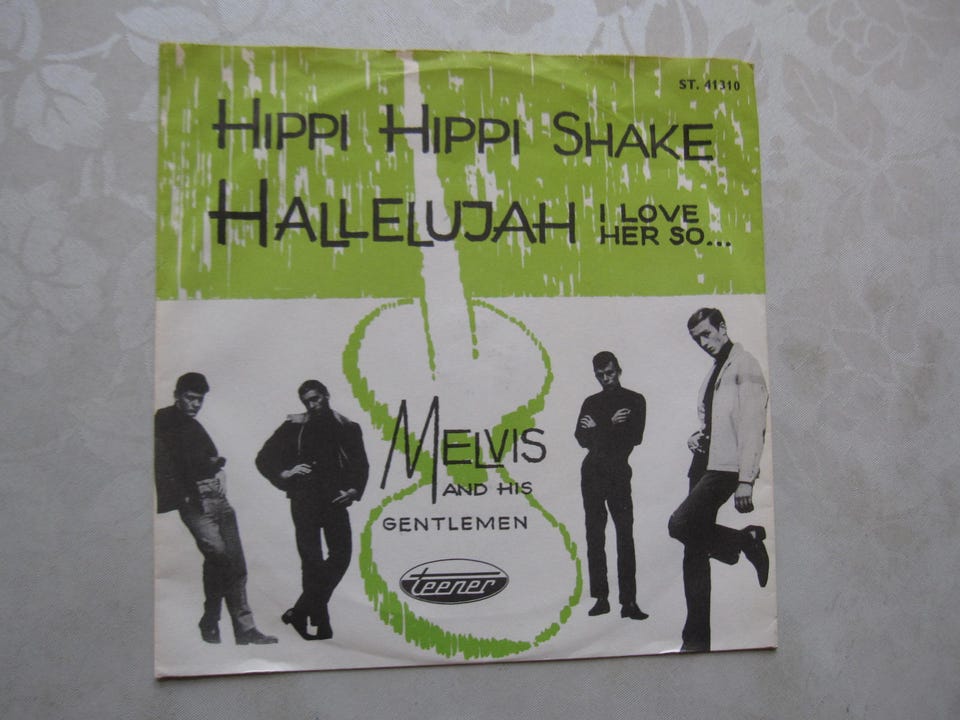 ST. 41310
HIPPI HIPPI SHAKE
HALLELUJAH I LOVE
HER SO...
MELVIS
AND HIS
GENTLEMEN
teener